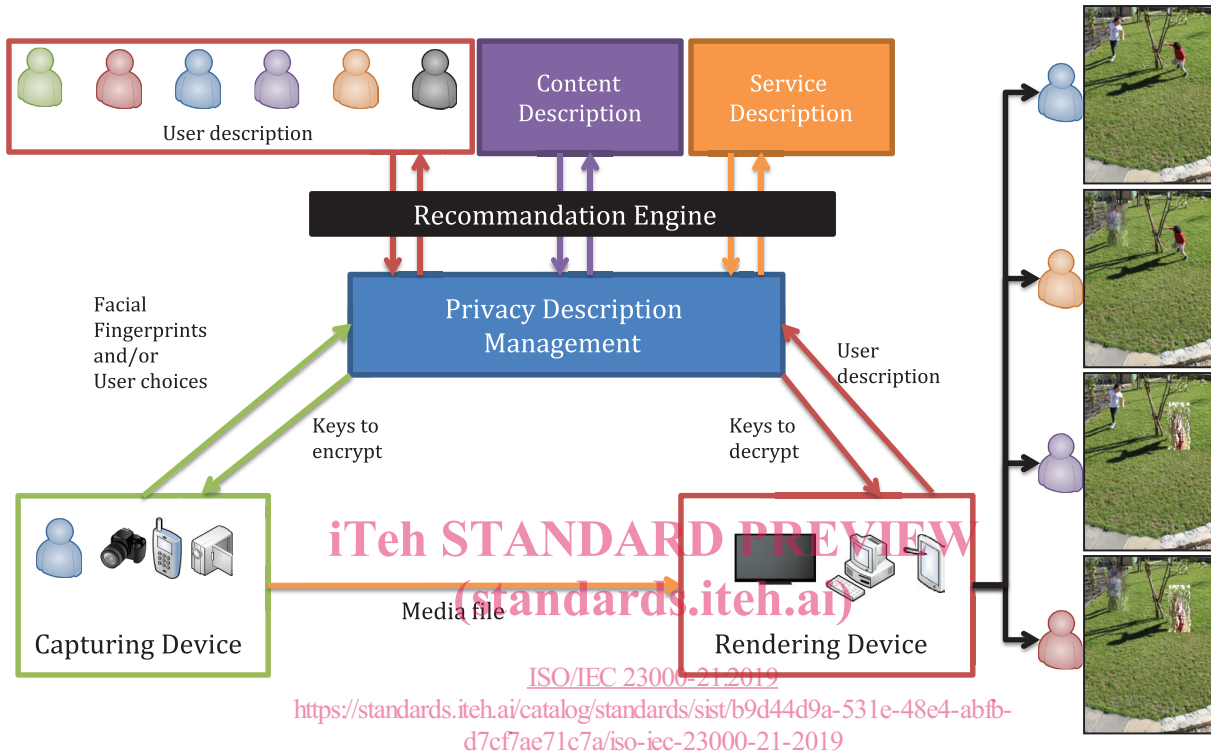 User description
Content
Description
Service
Description
Recommandation Engine
Privacy Description
Management
Facial
Fingerprints
and/or
User choices
Keys to
encrypt
User
description
Keys to
decrypt
iTeh STANDARD PREVIEW
(standards.iteh.ai)
Media file
Capturing Device
Rendering Device
ISO/IEC 23000-21:2019
https://standards.iteh.ai/catalog/standards/sist/b9d44d9a-531e-48e4-abfb-
d7cf7ae71c7a/iso-iec-23000-21-2019